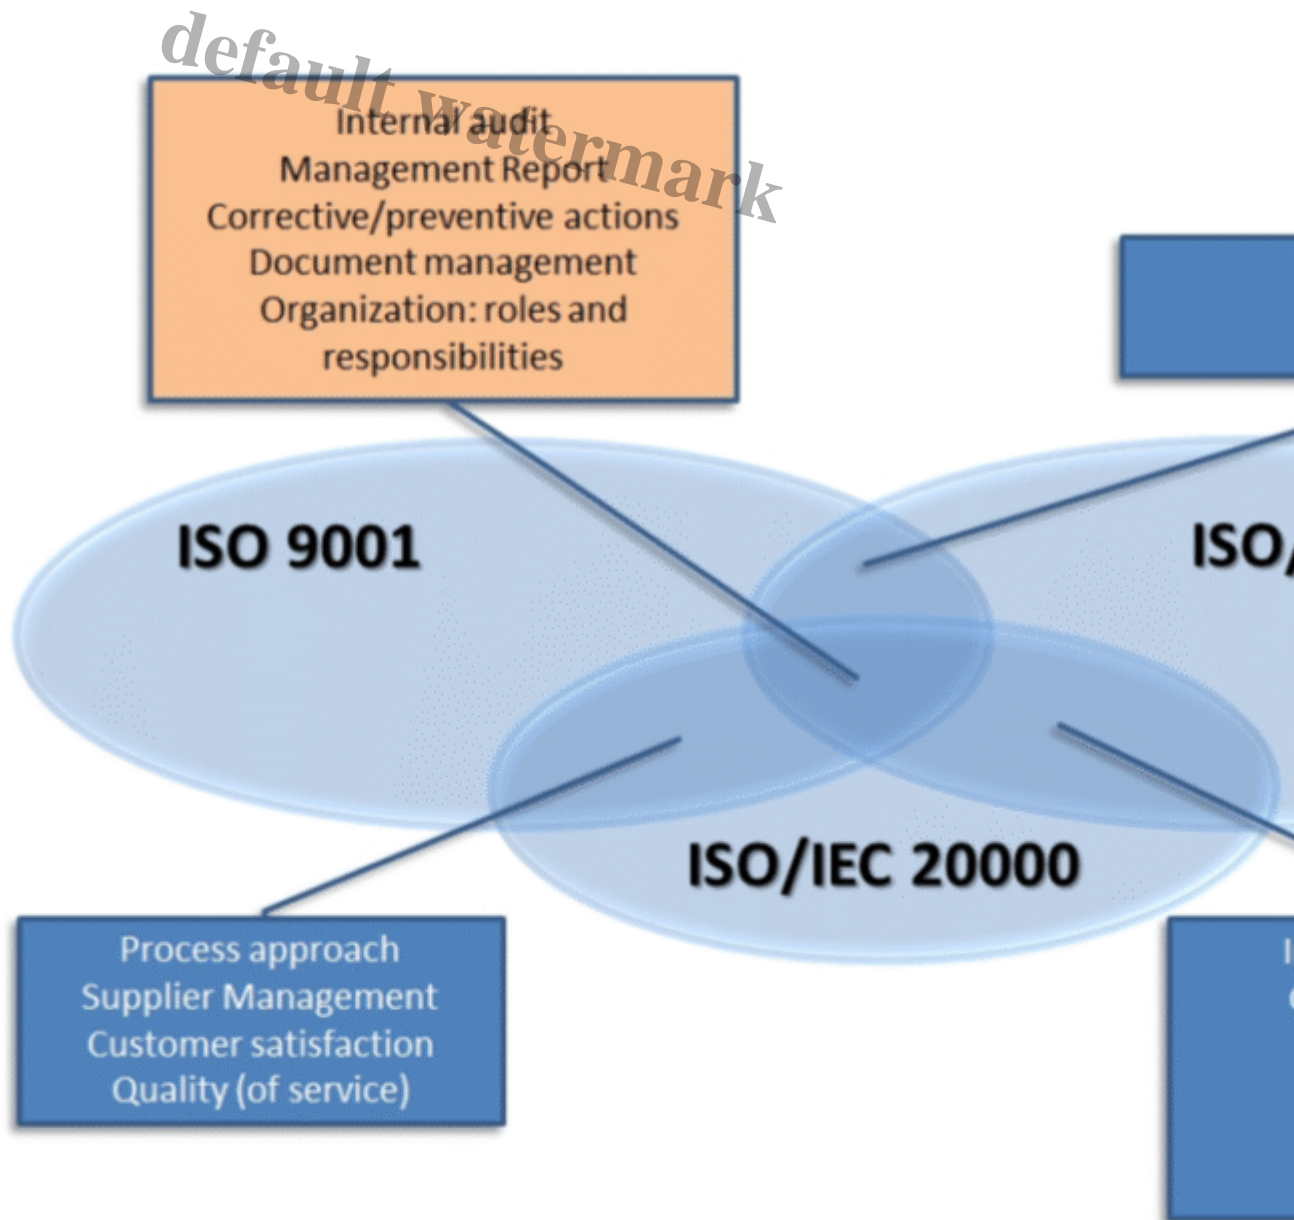 default watermark
Internal audit
Management Report
Corrective/preventive actions
Document management
Organization: roles and
responsibilities
ISO 9001
ISO/
ISO/IEC 20000
Process approach
Supplier Management
Customer satisfaction
Quality (of service)